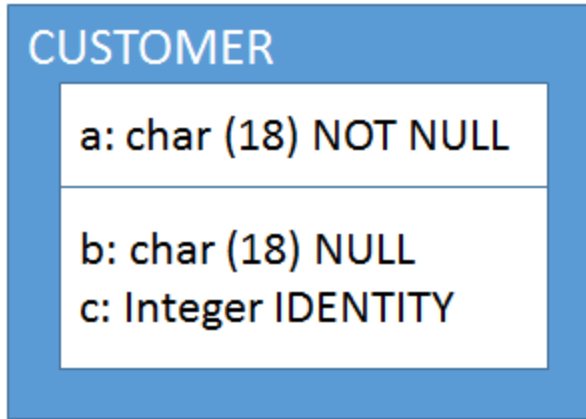 CUSTOMER
a: char (18) NOT NULL
b: char (18) NULL
c: Integer IDENTITY